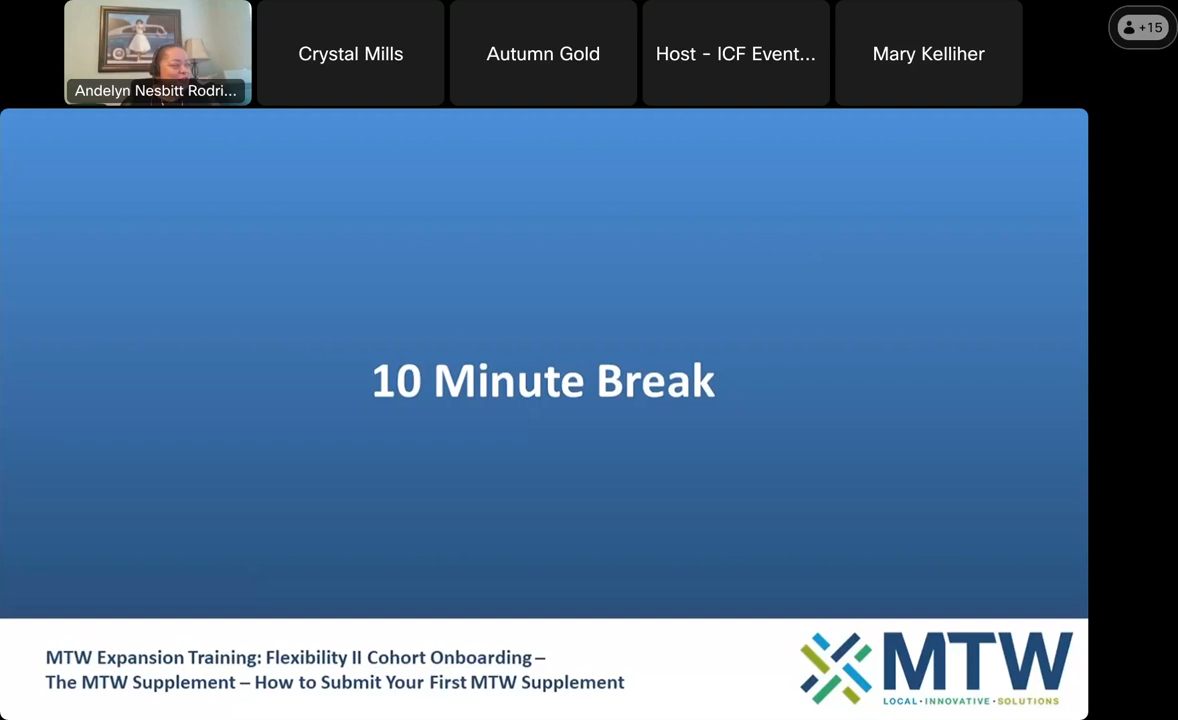 Andelyn Nesbitt Rodri...
Crystal Mills
Autumn Gold
Host - ICF Event...
Mary Kelliher
+15
10 Minute Break
MTW Expansion Training: Flexibility II Cohort Onboarding –
The MTW Supplement – How to Submit Your First MTW Supplement
MTW
LOCAL • INNOVATIVE • SOLUTIONS